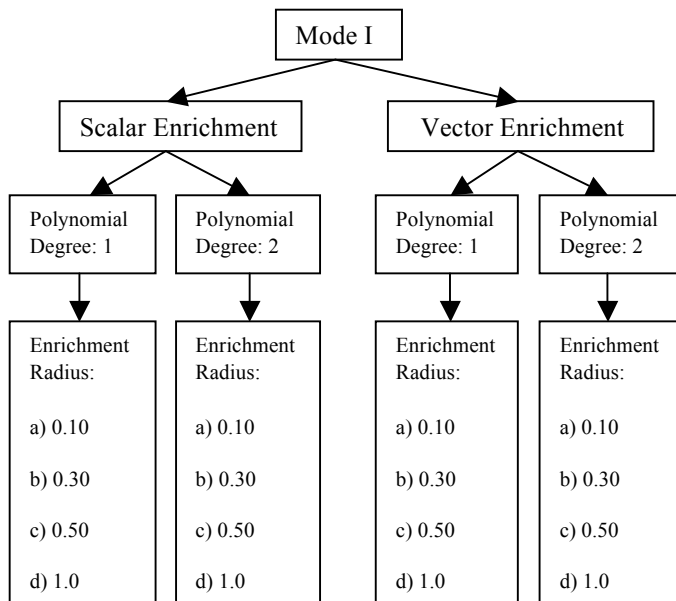 Mode I
Scalar Enrichment
Vector Enrichment
Polynomial
Degree: 1
Polynomial
Degree: 2
Polynomial
Degree: 1
Polynomial
Degree: 2
Enrichment
Radius:
a) 0.10
b) 0.30
c) 0.50
d) 1.0
Enrichment
Radius:
a) 0.10
b) 0.30
c) 0.50
d) 1.0
Enrichment
Radius:
a) 0.10
b) 0.30
c) 0.50
d) 1.0
Enrichment
Radius:
a) 0.10
b) 0.30
c) 0.50
d) 1.0